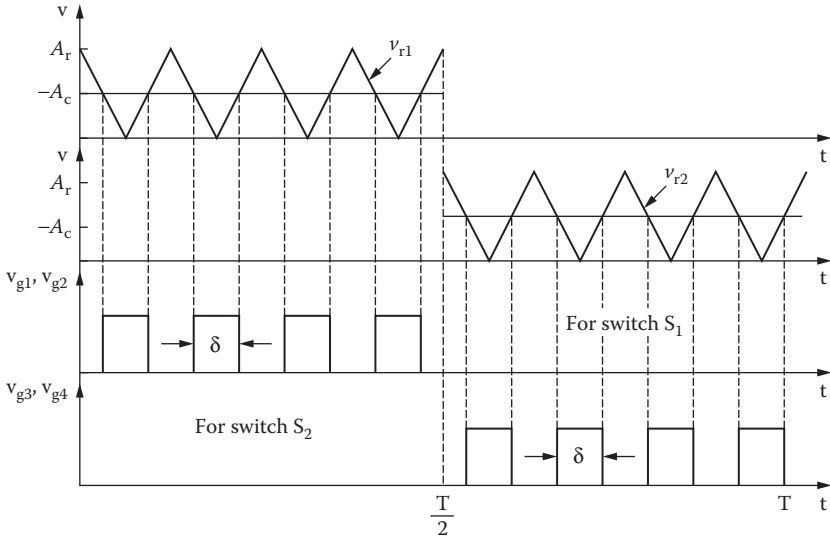 v
A_r
v_r1
−A_c
t
v
A_r
v_r2
−A_c
t
v_g1, v_g2
For switch S_1
δ
t
v_g3, v_g4
For switch S_2
δ
T/2
T
t